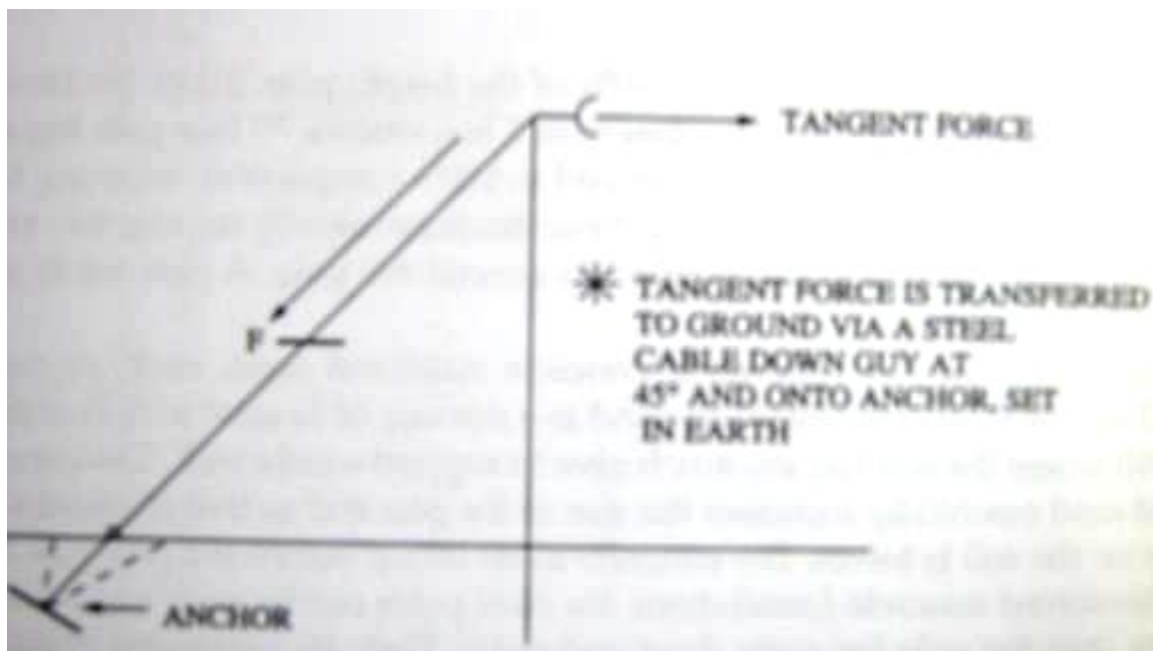 TANGENT FORCE
F
✳ TANGENT FORCE IS TRANSFERRED
TO GROUND VIA A STEEL
CABLE DOWN GUY AT
45° AND ONTO ANCHOR, SET
IN EARTH
ANCHOR